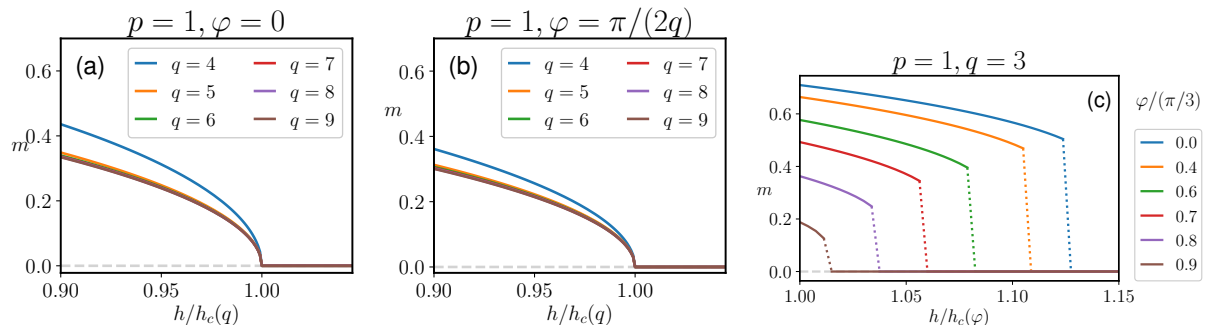 p = 1, φ = 0
(a)
q = 4
q = 5
q = 6
q = 7
q = 8
q = 9
0.6
0.4
m
0.2
0.0
0.90
0.95
1.00
h/h_c(q)
p = 1, φ = π/(2q)
(b)
q = 4
q = 5
q = 6
q = 7
q = 8
q = 9
0.6
m
0.4
0.2
0.0
0.90
0.95
1.00
h/h_c(q)
p = 1, q = 3
(c)
0.6
0.4
m
0.2
0.0
1.00
1.05
1.10
1.15
h/h_c(φ)
φ/(π/3)
0.0
0.4
0.6
0.7
0.8
0.9